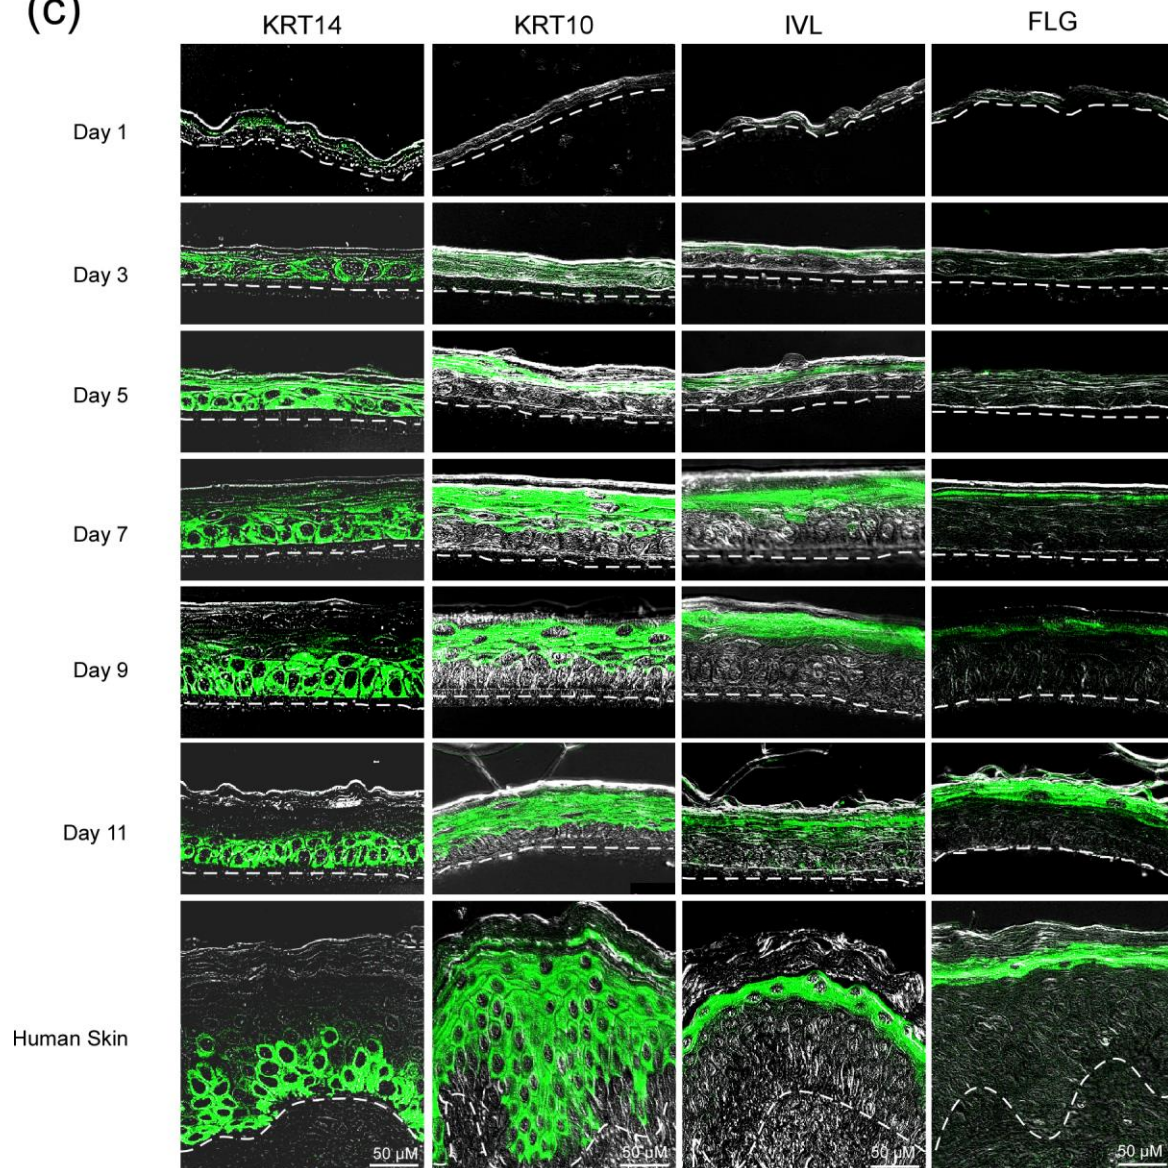 (c)
KRT14 KRT10 IVL FLG
Day 1
Day 3
Day 5
Day 7
Day 9
Day 11
Human Skin
50 µM 50 µM 50 µM 50 µM